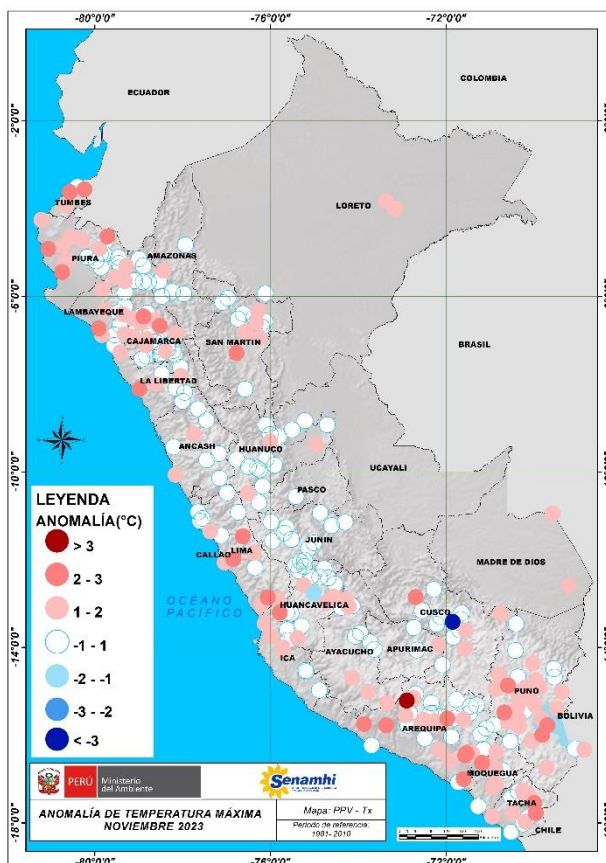 -80°0'0" -76°0'0" -72°0'0"
COLOMBIA
ECUADOR
-2°0'0"
TUMBES
LORETO
PIURA
AMAZONAS
-6°0'0"
LAMBAYEQUE
CAJAMARCA
SAN MARTIN
BRASIL
LA LIBERTAD
ANCASH
HUANUCO
UCAYALI
-10°0'0"
PASCO
LEYENDA
ANOMALÍA(°C)
> 3
2 - 3
1 - 2
-1 - 1
-2 - -1
-3 - -2
< -3
JUNIN
CALLAO
LIMA
MADRE DE DIOS
OCÉANO
PACÍFICO
HUANCAVELICA
CUSCO
-14°0'0"
ICA
AYACUCHO
APURIMAC
PUNO
AREQUIPA
BOLIVIA
MOQUEGUA
TACNA
CHILE
PERÚ
Ministerio
del Ambiente
Senamhi
ANOMALÍA DE TEMPERATURA MÁXIMA
NOVIEMBRE 2023
Mapa: PPV - Tx
Período de referencia:
1981- 2010
-18°0'0"
-80°0'0" -76°0'0" -72°0'0"